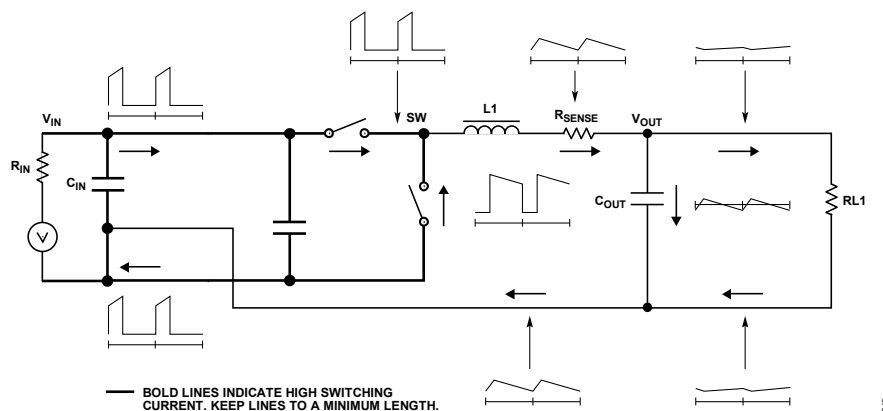 SW
L1
RSENSE
VOUT
VIN
RIN
CIN
V
COUT
RL1
BOLD LINES INDICATE HIGH SWITCHING
CURRENT. KEEP LINES TO A MINIMUM LENGTH.